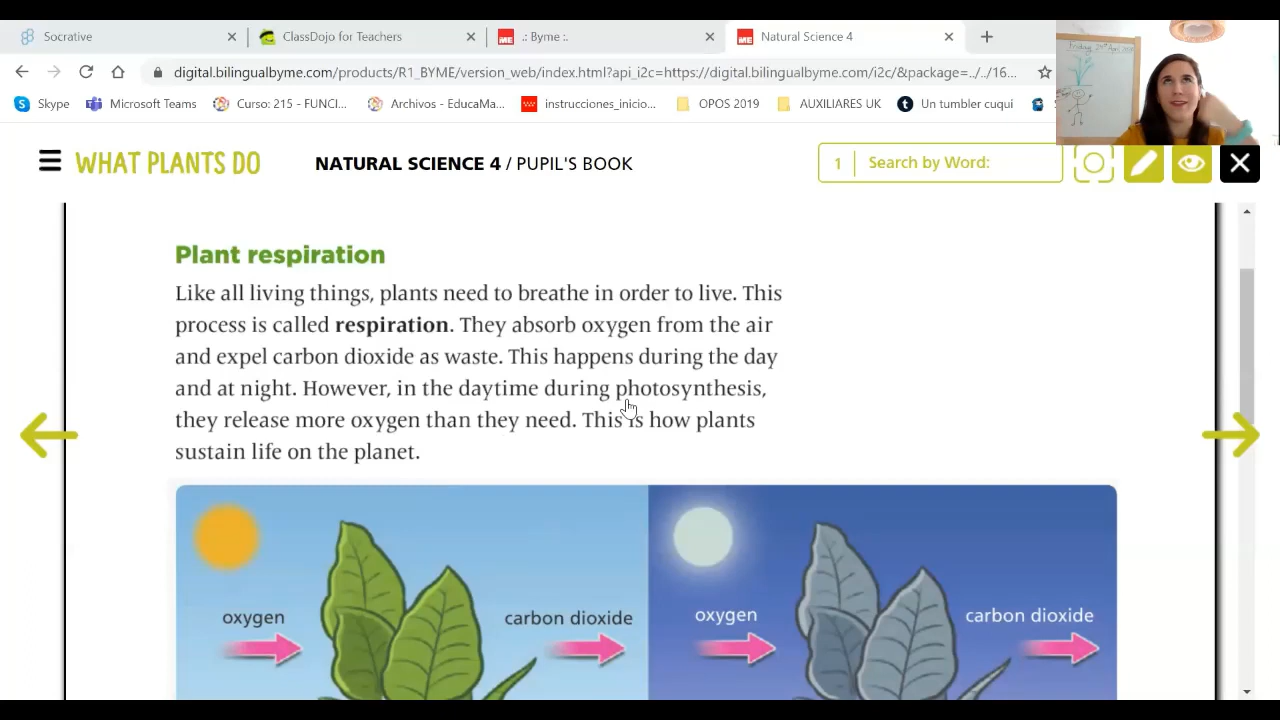 Socrative
ClassDojo for Teachers
.: Byme :.
Natural Science 4
digital.bilingualbyme.com/products/R1_BYME/version_web/index.html?api_i2c=https://digital.bilingualbyme.com/i2c/&package=../../16...
Skype
Microsoft Teams
Curso: 215 - FUNCI...
Archivos - EducaMa...
instrucciones_inicio...
OPOS 2019
AUXILIARES UK
Un tumbler cuqui
WHAT PLANTS DO
NATURAL SCIENCE 4 / PUPIL'S BOOK
1
Search by Word:
Plant respiration
Like all living things, plants need to breathe in order to live. This
process is called respiration. They absorb oxygen from the air
and expel carbon dioxide as waste. This happens during the day
and at night. However, in the daytime during photosynthesis,
they release more oxygen than they need. This is how plants
sustain life on the planet.
oxygen
carbon dioxide
oxygen
carbon dioxide